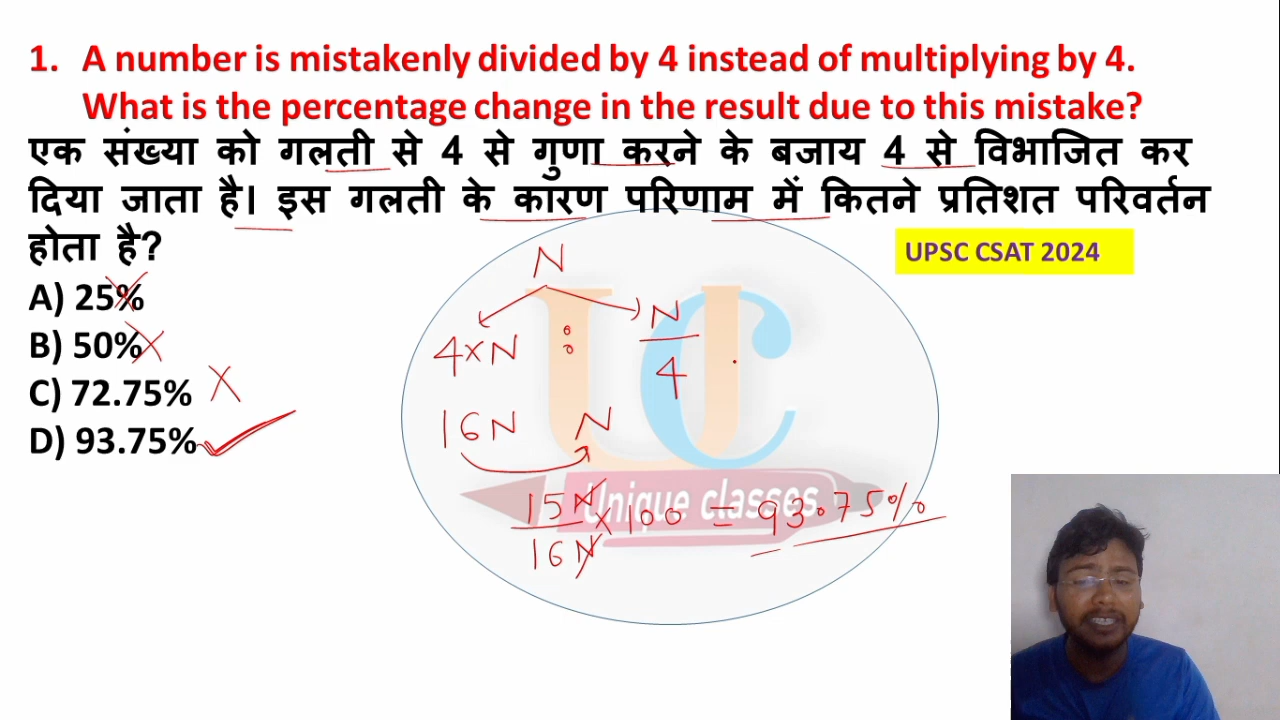 1. A number is mistakenly divided by 4 instead of multiplying by 4.
What is the percentage change in the result due to this mistake?
एक संख्या को गलती से 4 से गुणा करने के बजाय 4 से विभाजित कर
दिया जाता है। इस गलती के कारण परिणाम में कितने प्रतिशत परिवर्तन
होता है?
UPSC CSAT 2024
A) 25%
B) 50%
C) 72.75%
D) 93.75%
N
4×N : N/4
16N N
15N/16N × 100 = 93.75%
UC
Unique classes